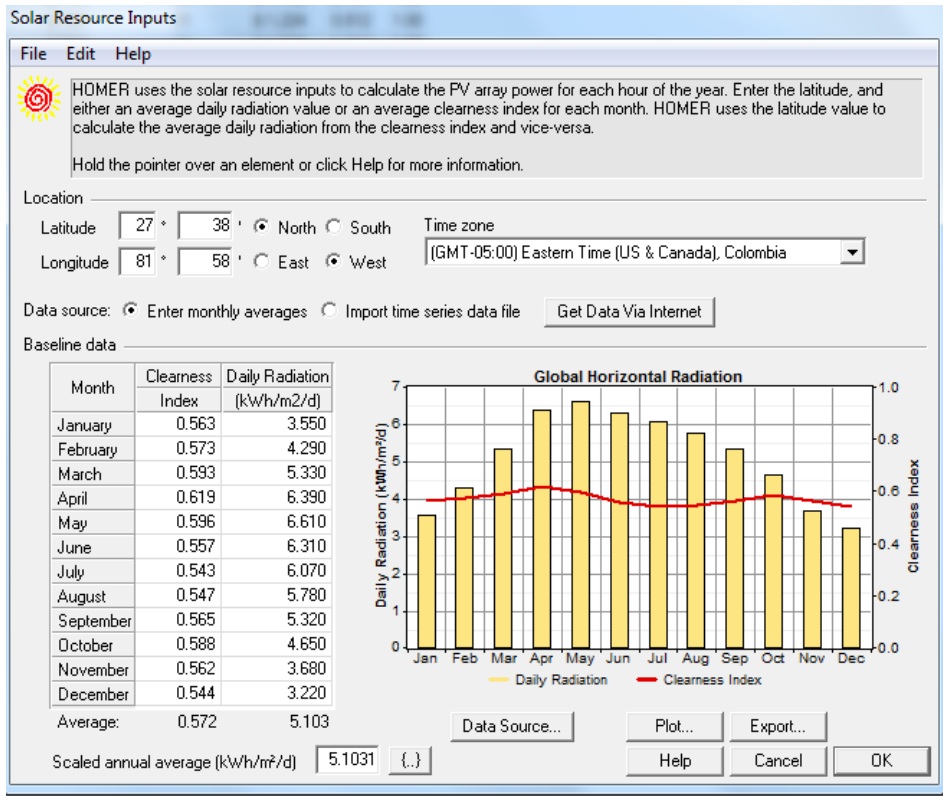 Solar Resource Inputs
File Edit Help
HOMER uses the solar resource inputs to calculate the PV array power for each hour of the year. Enter the latitude, and
either an average daily radiation value or an average clearness index for each month. HOMER uses the latitude value to
calculate the average daily radiation from the clearness index and vice-versa.
Hold the pointer over an element or click Help for more information.
Location
Latitude 27 ° 38 ' North South Time zone
Longitude 81 ° 58 ' East West (GMT-05:00) Eastern Time (US & Canada), Colombia
Data source: Enter monthly averages Import time series data file Get Data Via Internet
Baseline data
Month Clearness Index Daily Radiation (kWh/m2/d)
January 0.563 3.550
February 0.573 4.290
March 0.593 5.330
April 0.619 6.390
May 0.596 6.610
June 0.557 6.310
July 0.543 6.070
August 0.547 5.780
September 0.565 5.320
October 0.588 4.650
November 0.562 3.680
December 0.544 3.220
Average: 0.572 5.103
Scaled annual average (kWh/m²/d) 5.1031 {..}
Global Horizontal Radiation
Daily Radiation (kWh/m²/d)
7
6
5
4
3
2
1
0
1.0
0.8
0.6
0.4
0.2
0.0
Clearness Index
Jan Feb Mar Apr May Jun Jul Aug Sep Oct Nov Dec
Daily Radiation Clearness Index
Data Source... Plot... Export...
Help Cancel OK